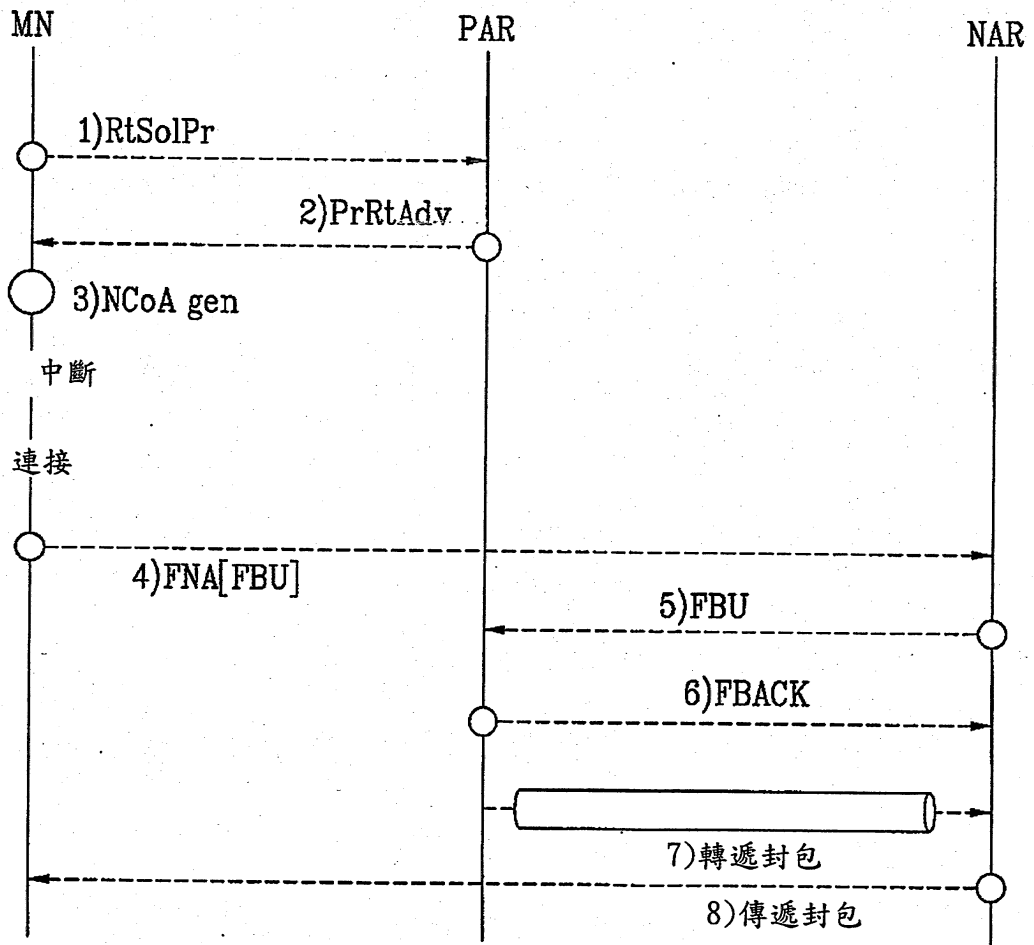 MN
PAR
NAR
1)RtSolPr
2)PrRtAdv
3)NCoA gen
中斷
連接
4)FNA[FBU]
5)FBU
6)FBACK
7)轉遞封包
8)傳遞封包